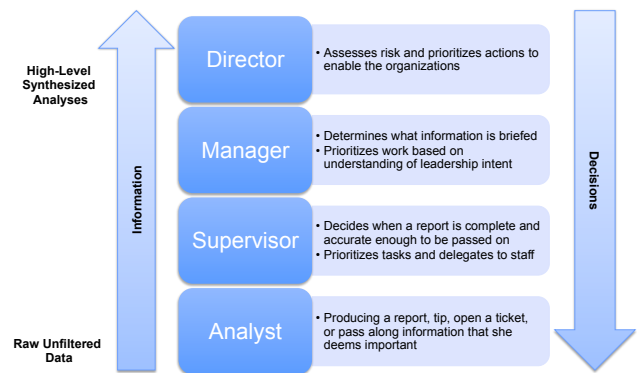 High-Level
Synthesized
Analyses
Information
Director
• Assesses risk and prioritizes actions to
enable the organizations
Manager
• Determines what information is briefed
• Prioritizes work based on
understanding of leadership intent
Supervisor
• Decides when a report is complete and
accurate enough to be passed on
• Prioritizes tasks and delegates to staff
Analyst
• Producing a report, tip, open a ticket,
or pass along information that she
deems important
Decisions
Raw Unfiltered
Data